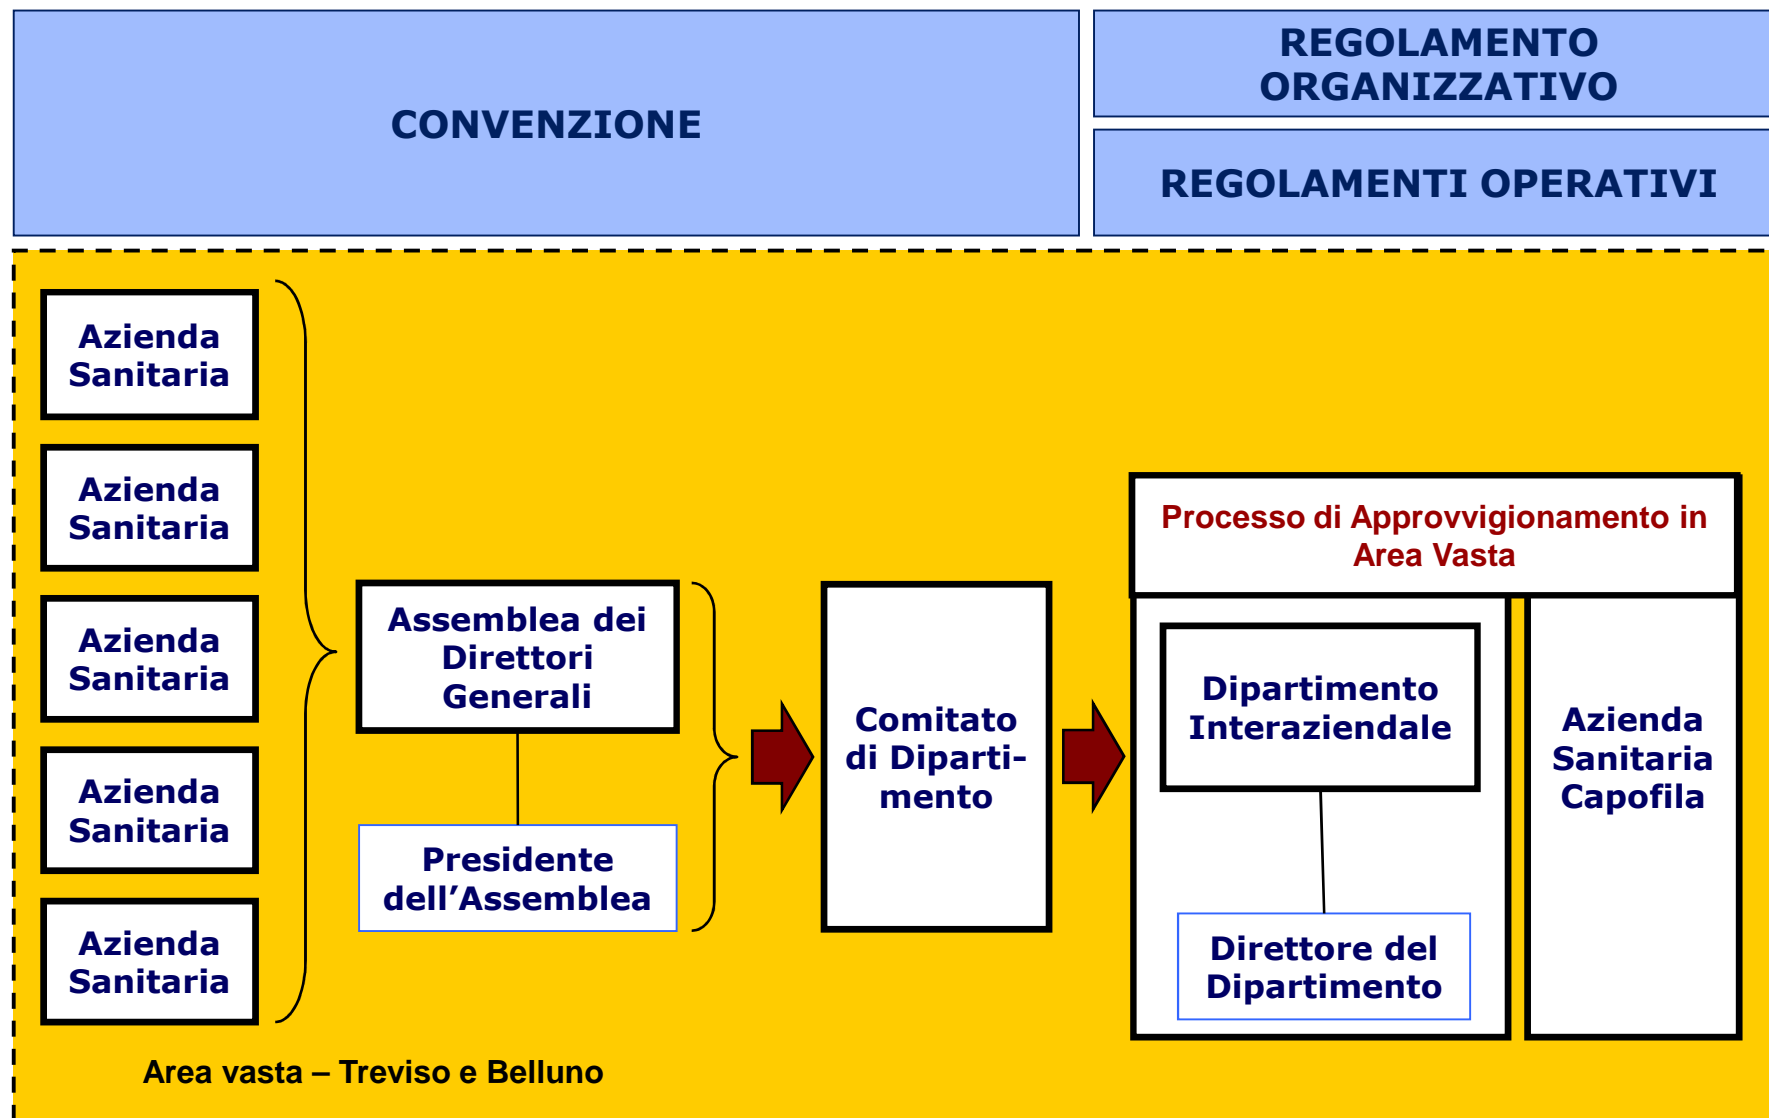 CONVENZIONE
REGOLAMENTO
ORGANIZZATIVO
REGOLAMENTI OPERATIVI
Azienda
Sanitaria
Azienda
Sanitaria
Azienda
Sanitaria
Azienda
Sanitaria
Azienda
Sanitaria
Assemblea dei
Direttori
Generali
Presidente
dell’Assemblea
Comitato
di Diparti-
mento
Processo di Approvvigionamento in
Area Vasta
Dipartimento
Interaziendale
Direttore del
Dipartimento
Azienda
Sanitaria
Capofila
Area vasta – Treviso e Belluno